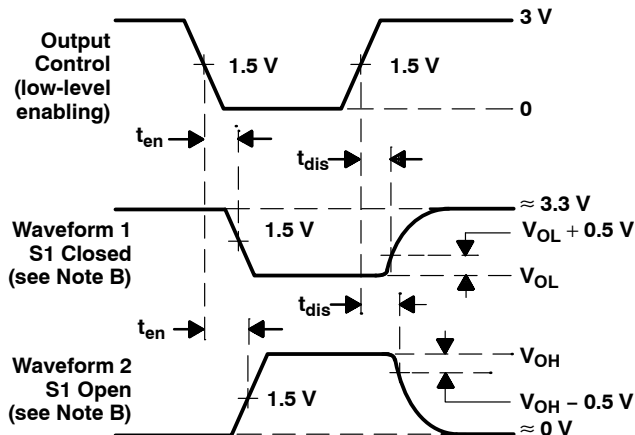 Output
Control
(low-level
enabling)
3 V
1.5 V
1.5 V
0
ten
tdis
Waveform 1
S1 Closed
(see Note B)
1.5 V
≈ 3.3 V
VOL + 0.5 V
VOL
ten
tdis
Waveform 2
S1 Open
(see Note B)
1.5 V
VOH
VOH − 0.5 V
≈ 0 V